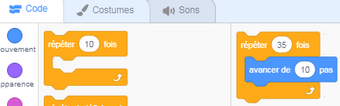 Code Costumes Sons
répéter 10 fois répéter 35 fois
ouvement avancer de 10 pas
pparence